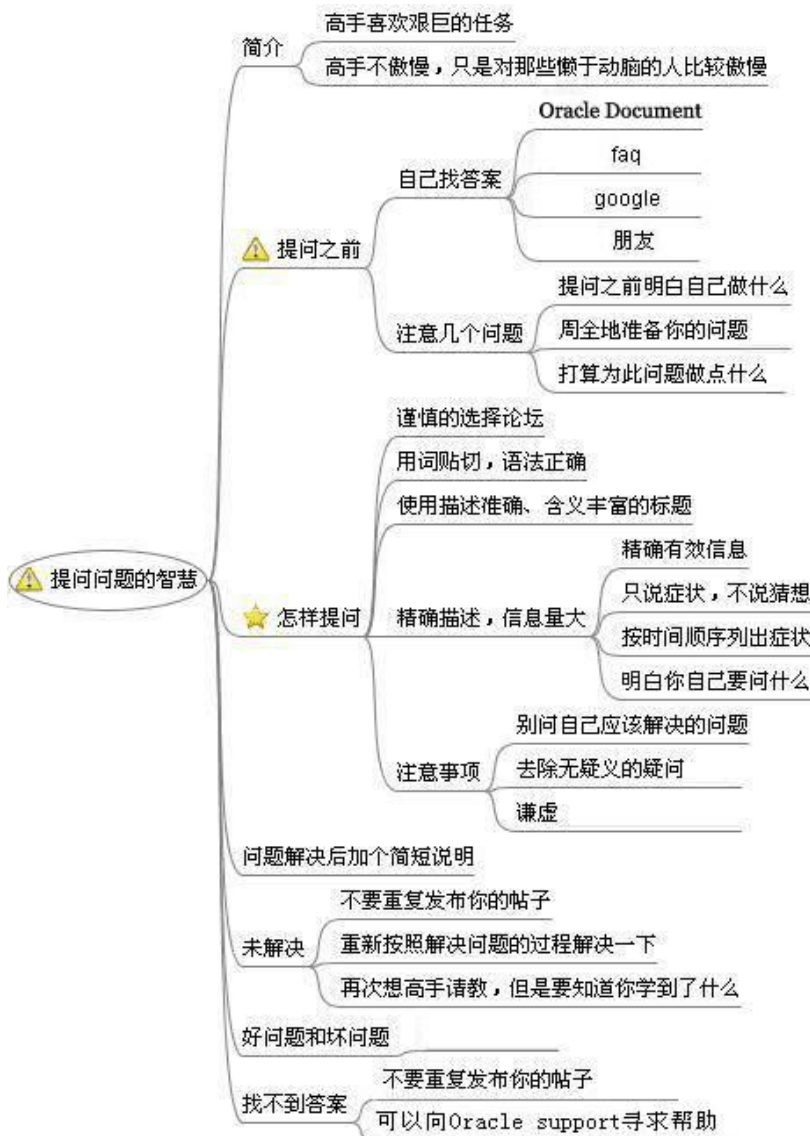 提问问题的智慧
简介
高手喜欢艰巨的任务
高手不傲慢，只是对那些懒于动脑的人比较傲慢
提问之前
自己找答案
Oracle Document
faq
google
朋友
注意几个问题
提问之前明白自己做什么
周全地准备你的问题
打算为此问题做点什么
怎样提问
谨慎的选择论坛
用词贴切，语法正确
使用描述准确、含义丰富的标题
精确描述，信息量大
精确有效信息
只说症状，不说猜想
按时间顺序列出症状
明白你自己要问什么
注意事项
别问自己应该解决的问题
去除无疑义的疑问
谦虚
问题解决后加个简短说明
未解决
不要重复发布你的帖子
重新按照解决问题的过程解决一下
再次想高手请教，但是要知道你学到了什么
好问题和坏问题
找不到答案
不要重复发布你的帖子
可以向Oracle support寻求帮助